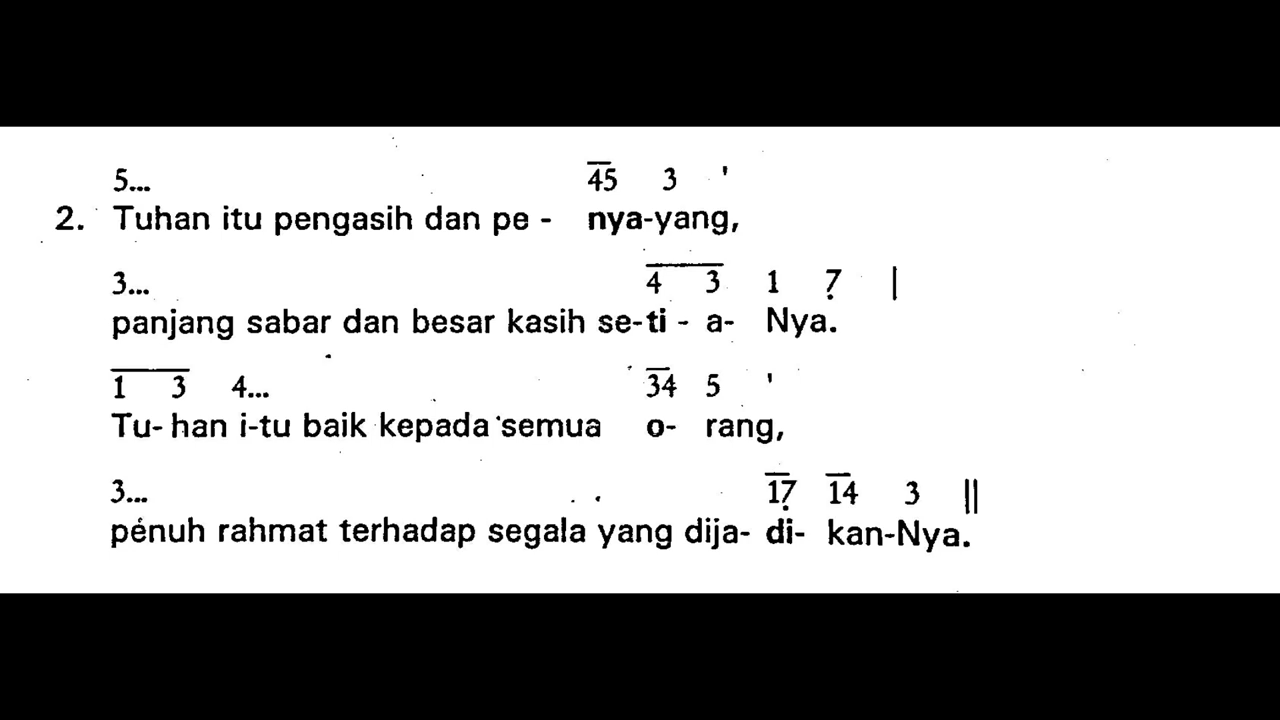 5... 45 3 '
2. Tuhan itu pengasih dan pe - nya-yang,
3... 4 3 1 7̣ |
panjang sabar dan besar kasih se-ti - a- Nya.
1 3 4... 34 5 '
Tu- han i-tu baik kepada semua o- rang,
3... 17̣ 14 3 ||
penuh rahmat terhadap segala yang dija- di- kan-Nya.